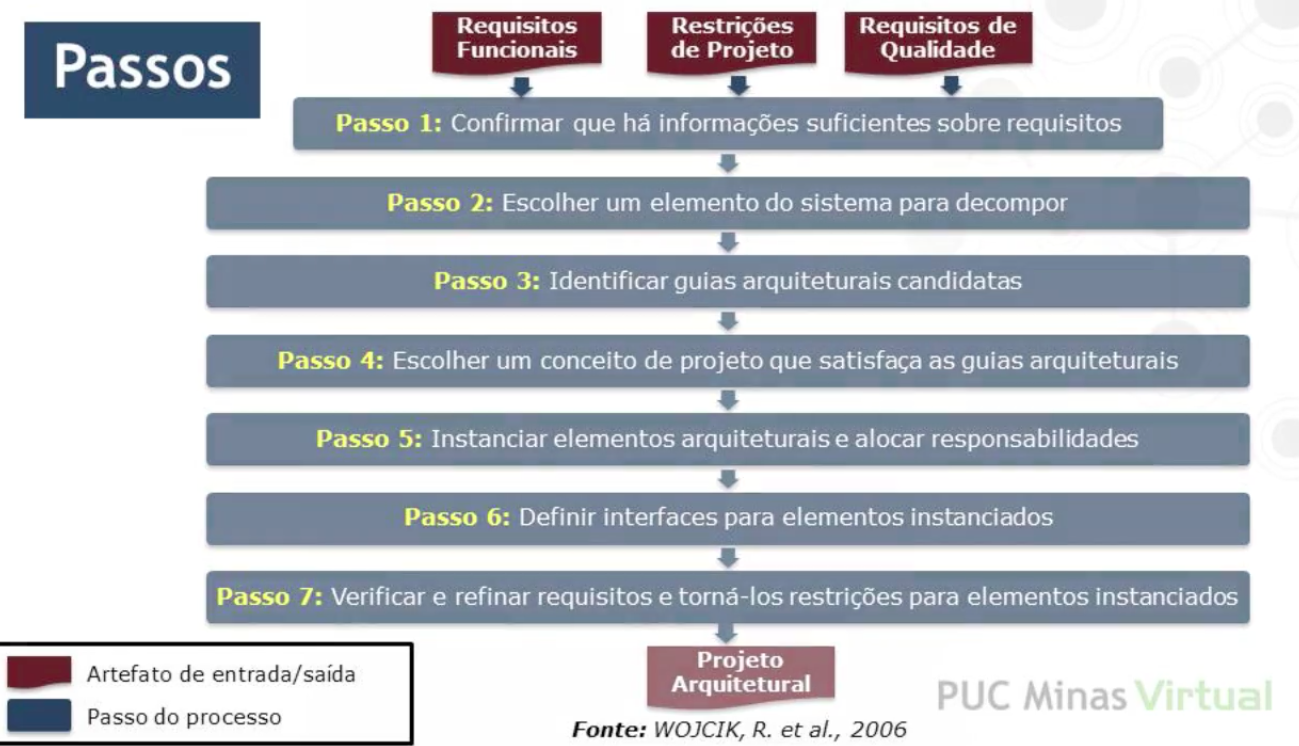 Passos
Requisitos
Funcionais
Restrições
de Projeto
Requisitos de
Qualidade
Passo 1: Confirmar que há informações suficientes sobre requisitos
Passo 2: Escolher um elemento do sistema para decompor
Passo 3: Identificar guias arquiteturais candidatas
Passo 4: Escolher um conceito de projeto que satisfaça as guias arquiteturais
Passo 5: Instanciar elementos arquiteturais e alocar responsabilidades
Passo 6: Definir interfaces para elementos instanciados
Passo 7: Verificar e refinar requisitos e torná-los restrições para elementos instanciados
Projeto
Arquitetural
Artefato de entrada/saída
Passo do processo
Fonte: WOJCIK, R. et al., 2006
PUC Minas Virtual